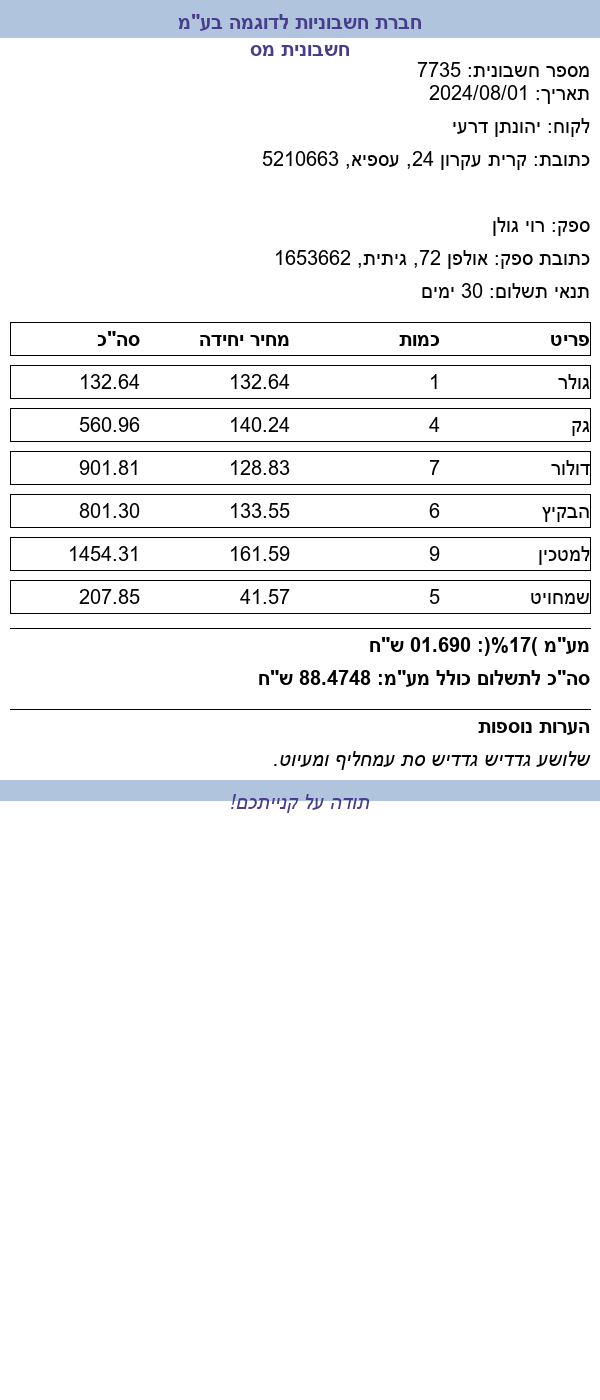 חברת חשבוניות לדוגמה בע"מ
חשבונית מס
מספר חשבונית: 7735
תאריך: 2024/08/01
לקוח: יהונתן דרעי
כתובת: קרית עקרון 24, עספיא, 5210663
ספק: רוי גולן
כתובת ספק: אולפן 72, גיתית, 1653662
תנאי תשלום: 30 ימים
פריט כמות מחיר יחידה סה"כ
גולר 1 132.64 132.64
גק 4 140.24 560.96
דולור 7 128.83 901.81
הבקיץ 6 133.55 801.30
למטכין 9 161.59 1454.31
שמחויט 5 41.57 207.85
מע"מ )17%(: 01.690 ש"ח
סה"כ לתשלום כולל מע"מ: 88.4748 ש"ח
הערות נוספות
שלושע גדדיש גדדיש סת עמחליף ומעיוט.
תודה על קנייתכם!